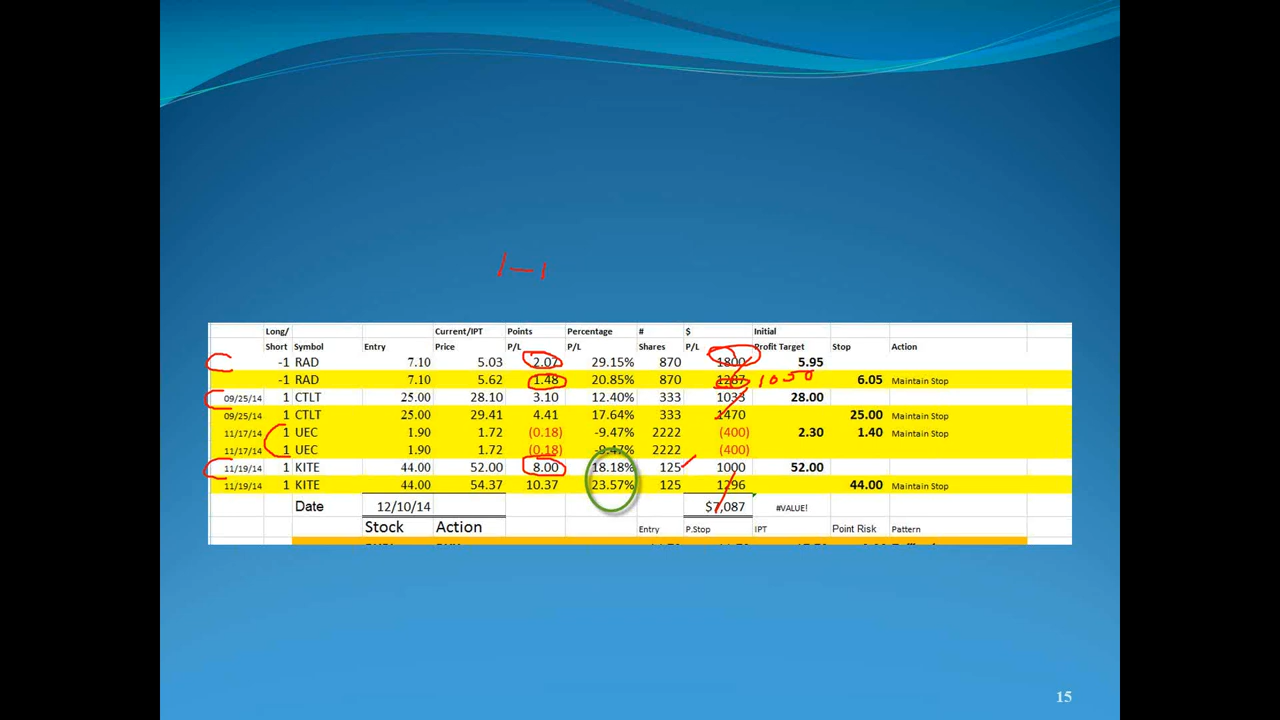 1-1
Long/ Current/IPT Points Percentage # $ Initial
Short Symbol Entry Price P/L P/L Shares P/L Profit Target Stop Action
-1 RAD 7.10 5.03 2.07 29.15% 870 1800 5.95
-1 RAD 7.10 5.62 1.48 20.85% 870 1287 1050 6.05 Maintain Stop
09/25/14 1 CTLT 25.00 28.10 3.10 12.40% 333 1033 28.00
09/25/14 1 CTLT 25.00 29.41 4.41 17.64% 333 1470 25.00 Maintain Stop
11/17/14 1 UEC 1.90 1.72 (0.18) -9.47% 2222 (400) 2.30 1.40 Maintain Stop
11/17/14 1 UEC 1.90 1.72 (0.18) -9.47% 2222 (400)
11/19/14 1 KITE 44.00 52.00 8.00 18.18% 125 1000 52.00
11/19/14 1 KITE 44.00 54.37 10.37 23.57% 125 1296 44.00 Maintain Stop
Date 12/10/14 $7,087 #VALUE!
Stock Action Entry P.Stop IPT Point Risk Pattern
15